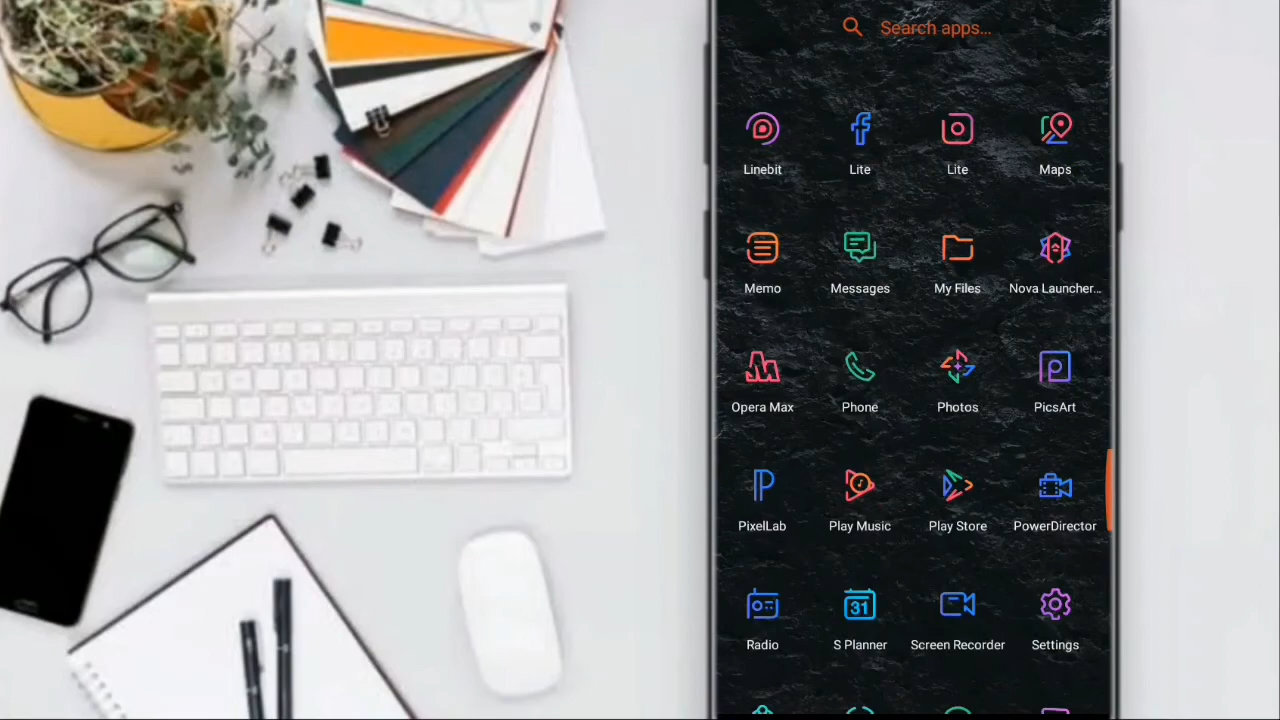 Search apps...
Linebit Lite Lite Maps
Memo Messages My Files Nova Launcher...
Opera Max Phone Photos PicsArt
PixelLab Play Music Play Store PowerDirector
31
Radio S Planner Screen Recorder Settings